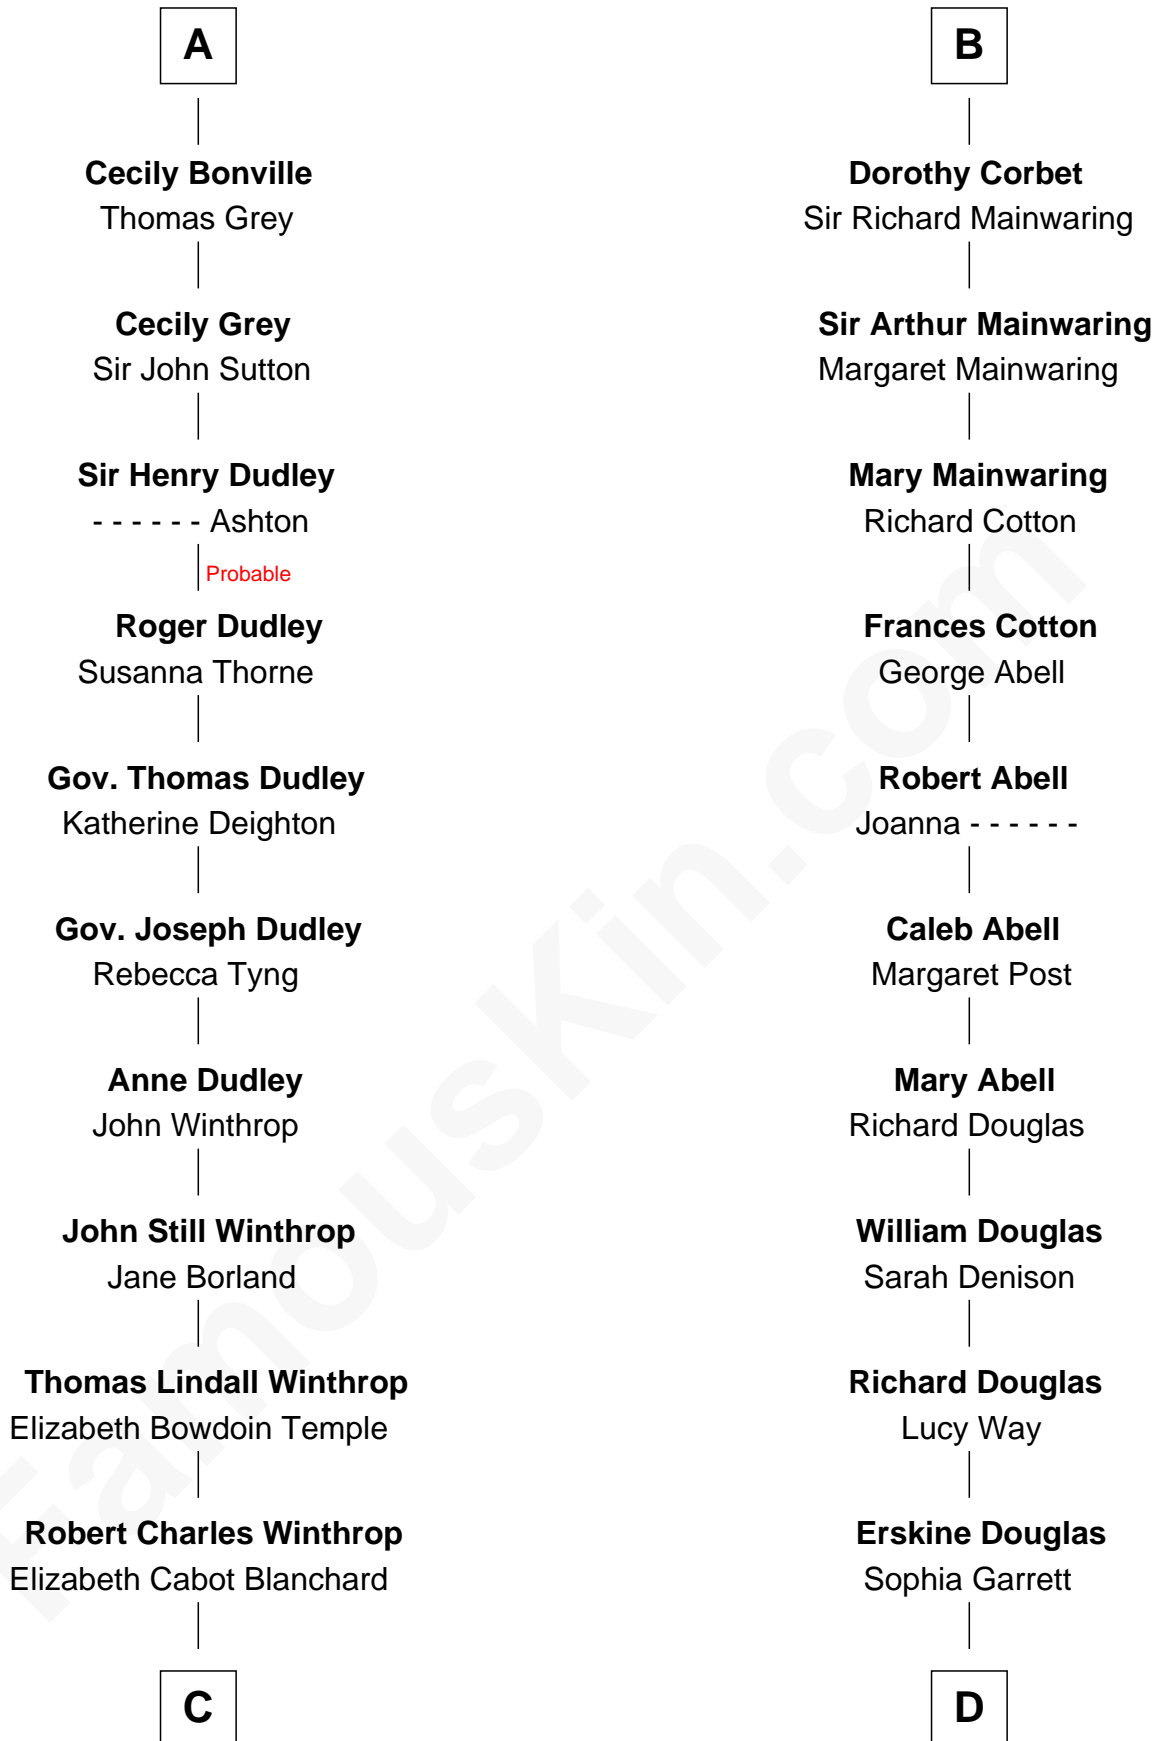 A
Cecily Bonville
Thomas Grey
Cecily Grey
Sir John Sutton
Sir Henry Dudley
- - - - - - Ashton
Probable
Roger Dudley
Susanna Thorne
Gov. Thomas Dudley
Katherine Deighton
Gov. Joseph Dudley
Rebecca Tyng
Anne Dudley
John Winthrop
John Still Winthrop
Jane Borland
Thomas Lindall Winthrop
Elizabeth Bowdoin Temple
Robert Charles Winthrop
Elizabeth Cabot Blanchard
C
B
Dorothy Corbet
Sir Richard Mainwaring
Sir Arthur Mainwaring
Margaret Mainwaring
Mary Mainwaring
Richard Cotton
Frances Cotton
George Abell
Robert Abell
Joanna - - - - - -
Caleb Abell
Margaret Post
Mary Abell
Richard Douglas
William Douglas
Sarah Denison
Richard Douglas
Lucy Way
Erskine Douglas
Sophia Garrett
D
FamousKin.com